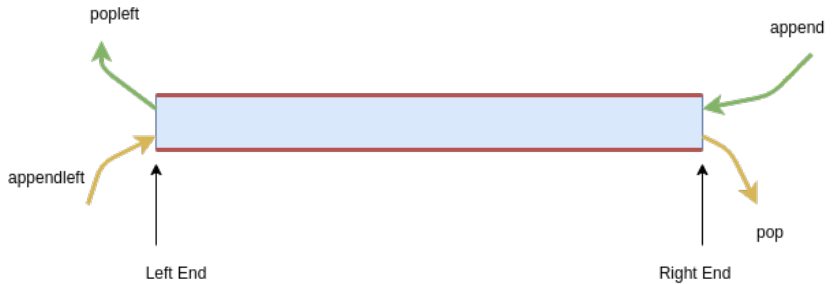 popleft
append
appendleft
pop
Left End
Right End